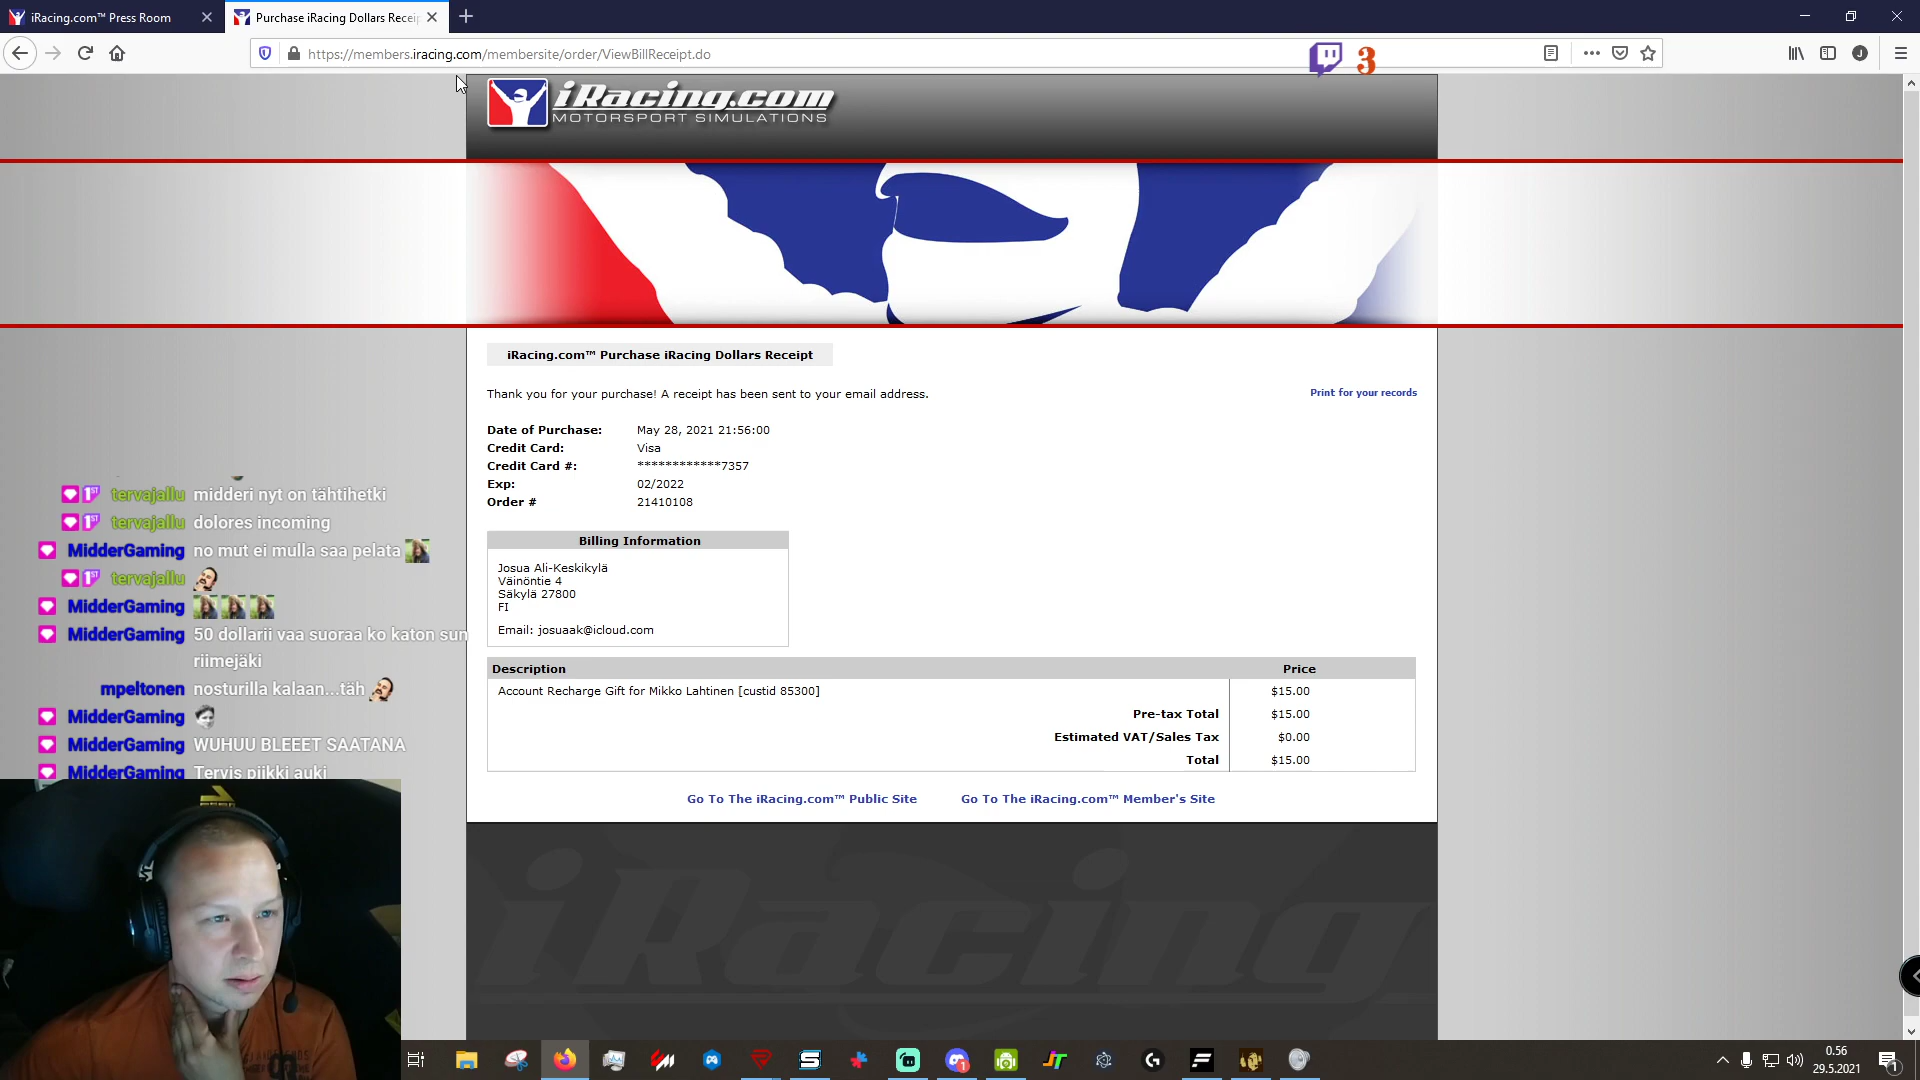 iRacing.com™ Press Room
Purchase iRacing Dollars Receip
https://members.iracing.com/membersite/order/ViewBillReceipt.do
3
iRacing.com
MOTORSPORT SIMULATIONS
iRacing.com™ Purchase iRacing Dollars Receipt
Thank you for your purchase! A receipt has been sent to your email address.
Print for your records
Date of Purchase: May 28, 2021 21:56:00
Credit Card: Visa
Credit Card #: ************7357
Exp: 02/2022
Order # 21410108
Billing Information
Josua Ali-Keskikylä
Väinöntie 4
Säkylä 27800
FI
Email: josuaak@icloud.com
Description Price
Account Recharge Gift for Mikko Lahtinen [custid 85300] $15.00
Pre-tax Total $15.00
Estimated VAT/Sales Tax $0.00
Total $15.00
Go To The iRacing.com™ Public Site Go To The iRacing.com™ Member's Site
tervajallu midderi nyt on tähtihetki
tervajallu dolores incoming
MidderGaming no mut ei mulla saa pelata
tervajallu
MidderGaming
MidderGaming 50 dollarii vaa suoraa ko katon sun
riimejäki
mpeltonen nosturilla kalaan...täh
MidderGaming
MidderGaming WUHUU BLEEET SAATANA
MidderGaming Tervis piikki auki
iRacing
0.56
29.5.2021